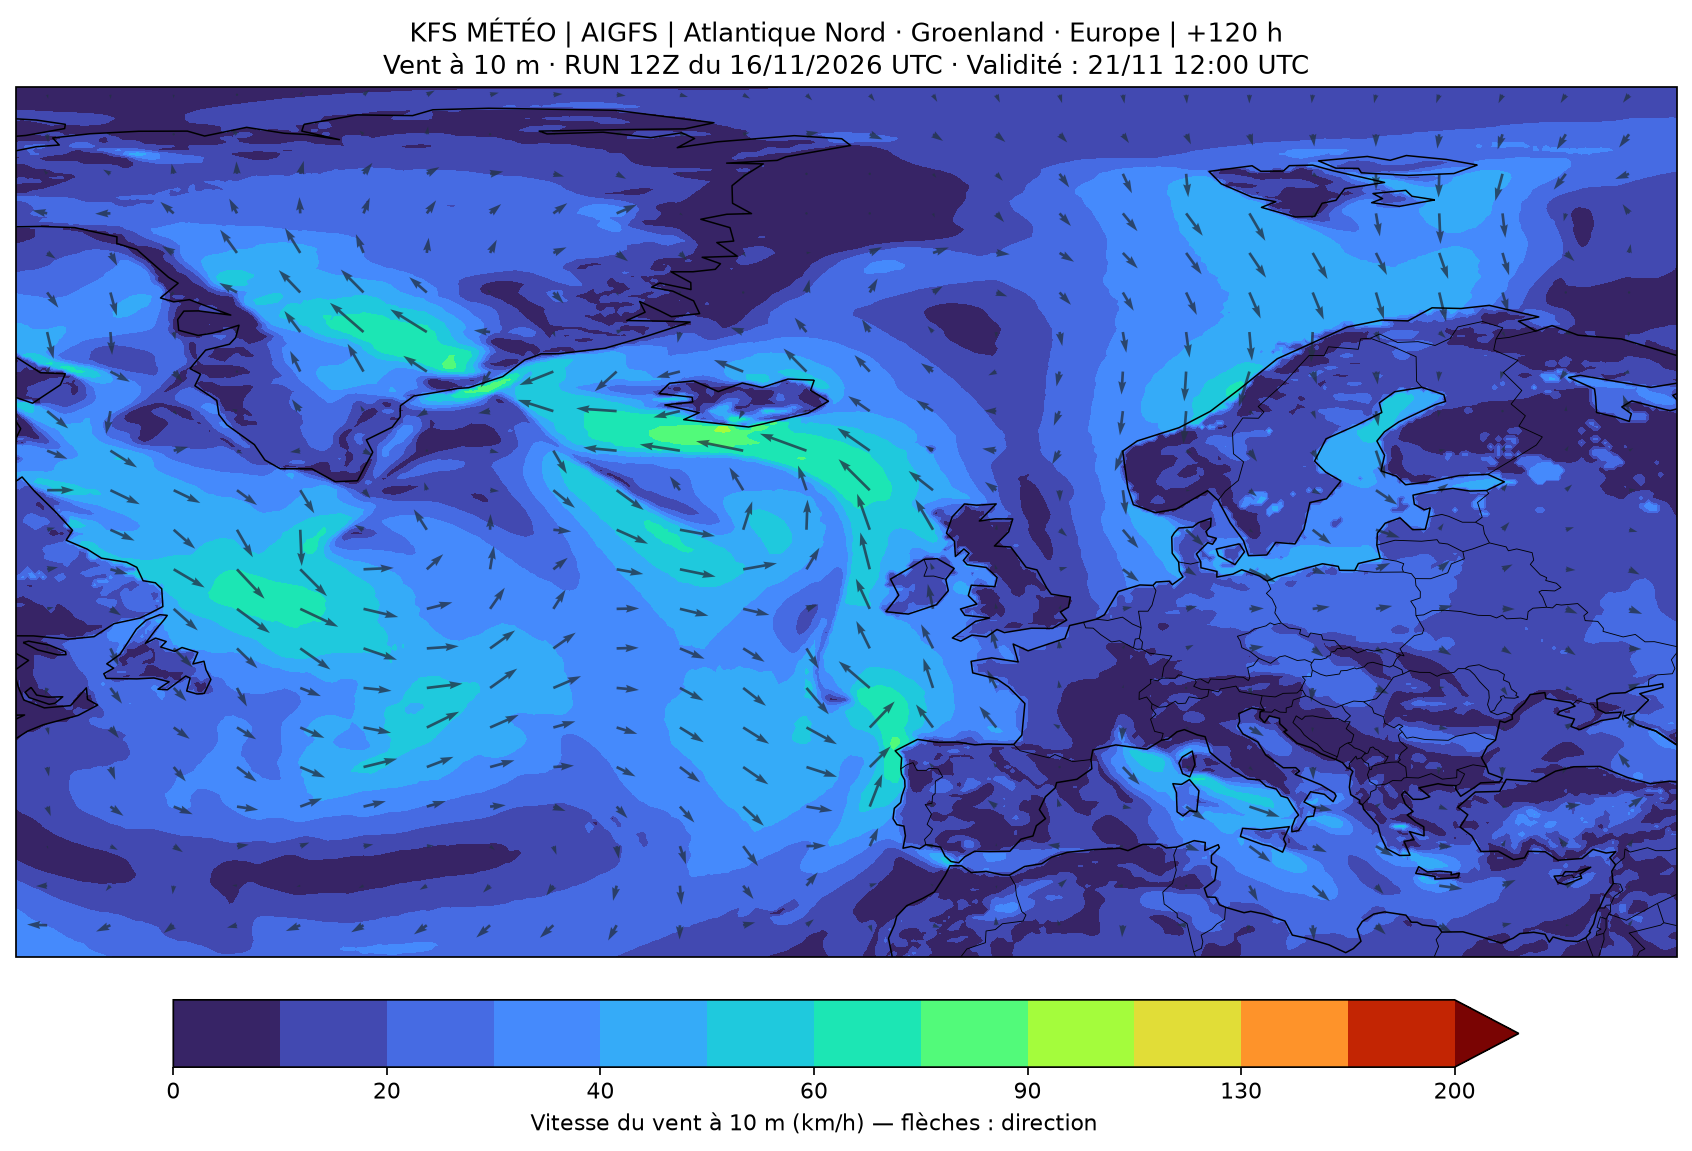 KFS MÉTÉO | AIGFS | Atlantique Nord · Groenland · Europe | +120 h
Vent à 10 m · RUN 12Z du 16/11/2026 UTC · Validité : 21/11 12:00 UTC
0 20 40 60 90 130 200
Vitesse du vent à 10 m (km/h) — flèches : direction